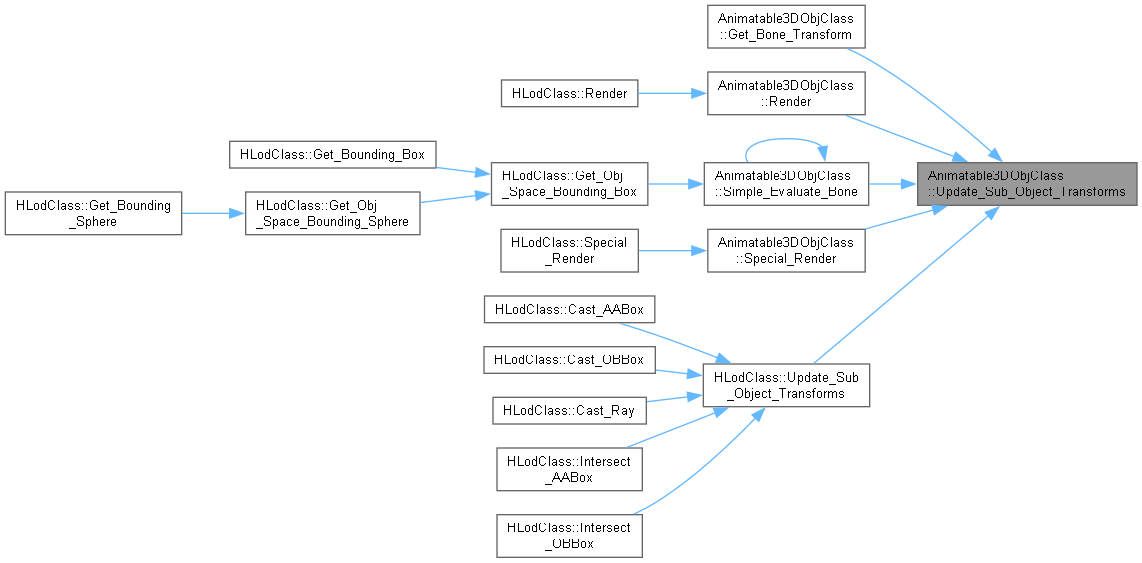 Animatable3DObjClass
::Get_Bone_Transform
HLodClass::Render
Animatable3DObjClass
::Render
HLodClass::Get_Bounding_Box
HLodClass::Get_Obj
_Space_Bounding_Box
Animatable3DObjClass
::Simple_Evaluate_Bone
Animatable3DObjClass
::Update_Sub_Object_Transforms
HLodClass::Get_Bounding
_Sphere
HLodClass::Get_Obj
_Space_Bounding_Sphere
HLodClass::Special
_Render
Animatable3DObjClass
::Special_Render
HLodClass::Cast_AABox
HLodClass::Cast_OBBox
HLodClass::Update_Sub
_Object_Transforms
HLodClass::Cast_Ray
HLodClass::Intersect
_AABox
HLodClass::Intersect
_OBBox